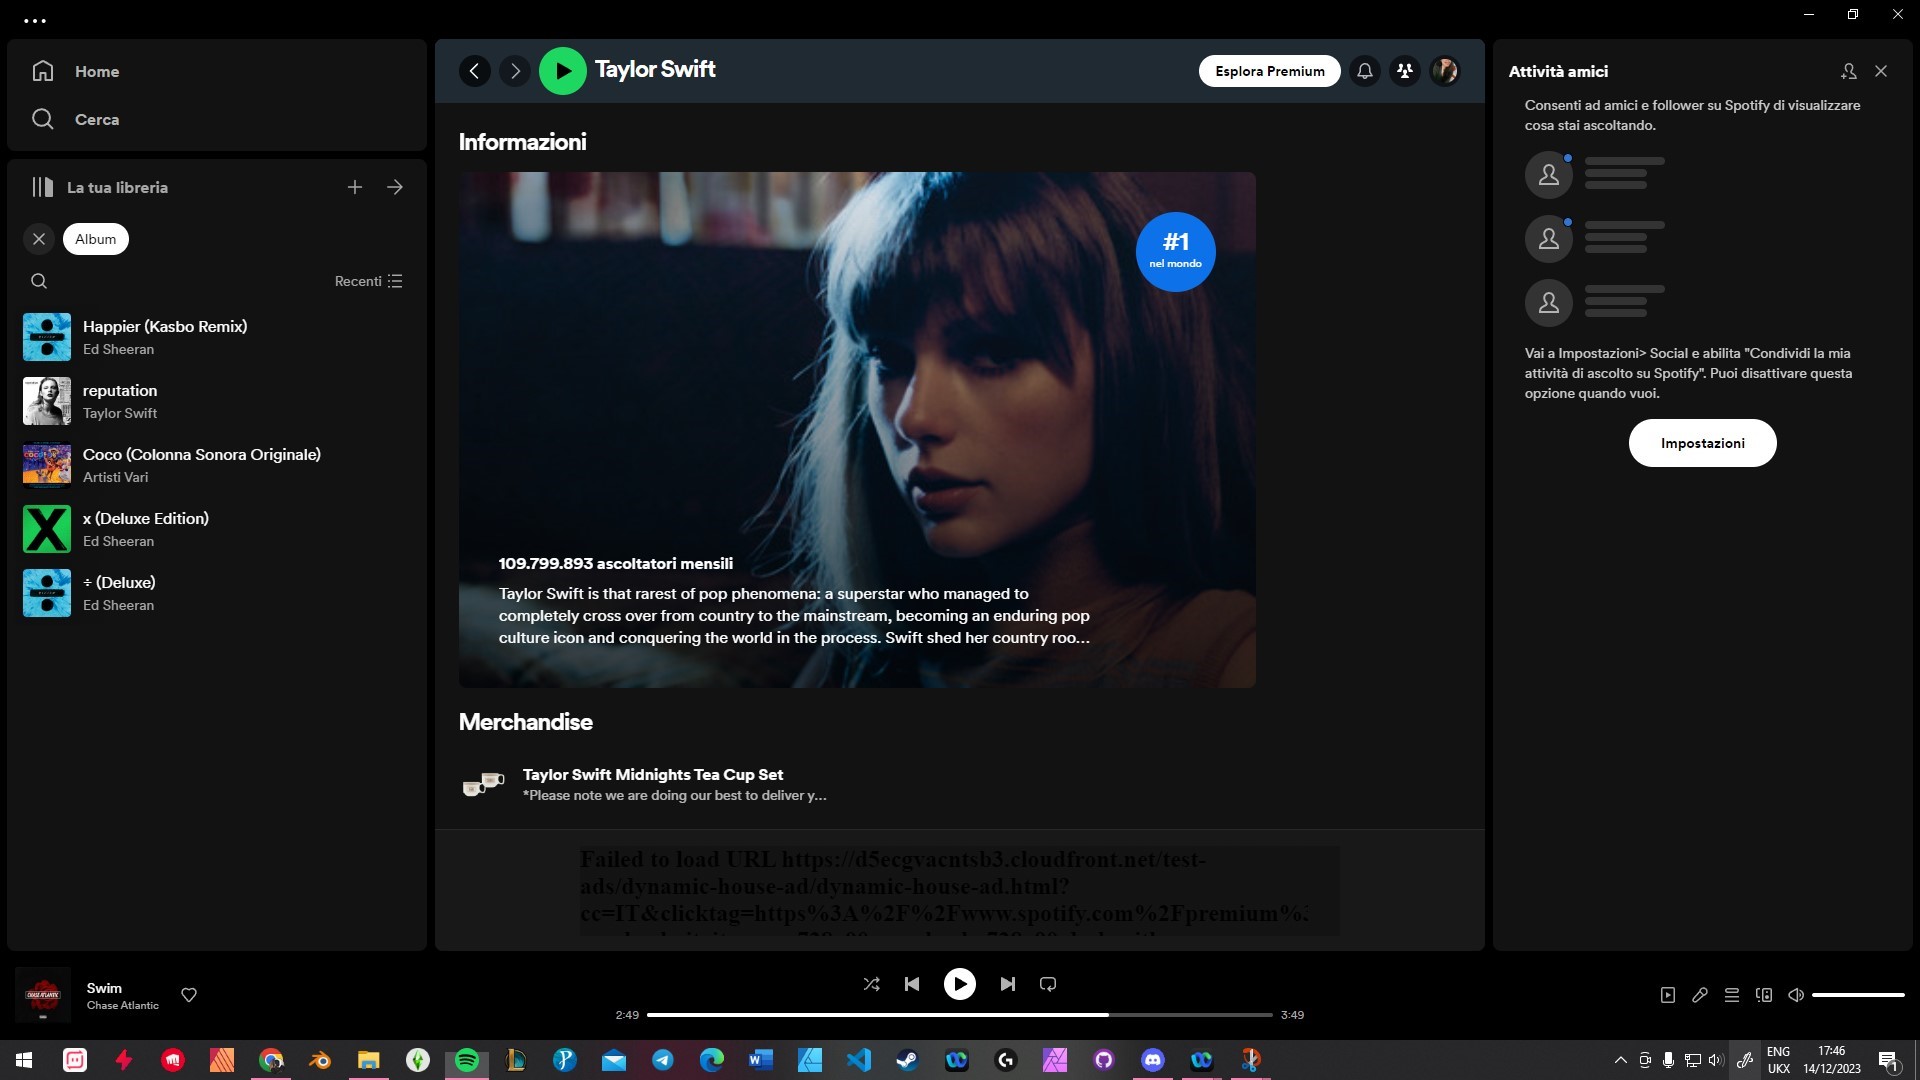 Home
Cerca
La tua libreria
Album
Recenti
Happier (Kasbo Remix)
Ed Sheeran
reputation
Taylor Swift
Coco (Colonna Sonora Originale)
Artisti Vari
x (Deluxe Edition)
Ed Sheeran
÷ (Deluxe)
Ed Sheeran
Taylor Swift
Esplora Premium
Informazioni
#1
nel mondo
109.799.893 ascoltatori mensili
Taylor Swift is that rarest of pop phenomena: a superstar who managed to
completely cross over from country to the mainstream, becoming an enduring pop
culture icon and conquering the world in the process. Swift shed her country roo...
Merchandise
Taylor Swift Midnights Tea Cup Set
*Please note we are doing our best to deliver y...
Failed to load URL https://d5ecgvacntsb3.cloudfront.net/test-
ads/dynamic-house-ad/dynamic-house-ad.html?
cc=IT&clicktag=https%3A%2F%2Fwww.spotify.com%2Fpremium%
Attività amici
Consenti ad amici e follower su Spotify di visualizzare
cosa stai ascoltando.
Vai a Impostazioni> Social e abilita "Condividi la mia
attività di ascolto su Spotify". Puoi disattivare questa
opzione quando vuoi.
Impostazioni
Swim
Chase Atlantic
2:49
3:49
ENG
UKX
17:46
14/12/2023
1